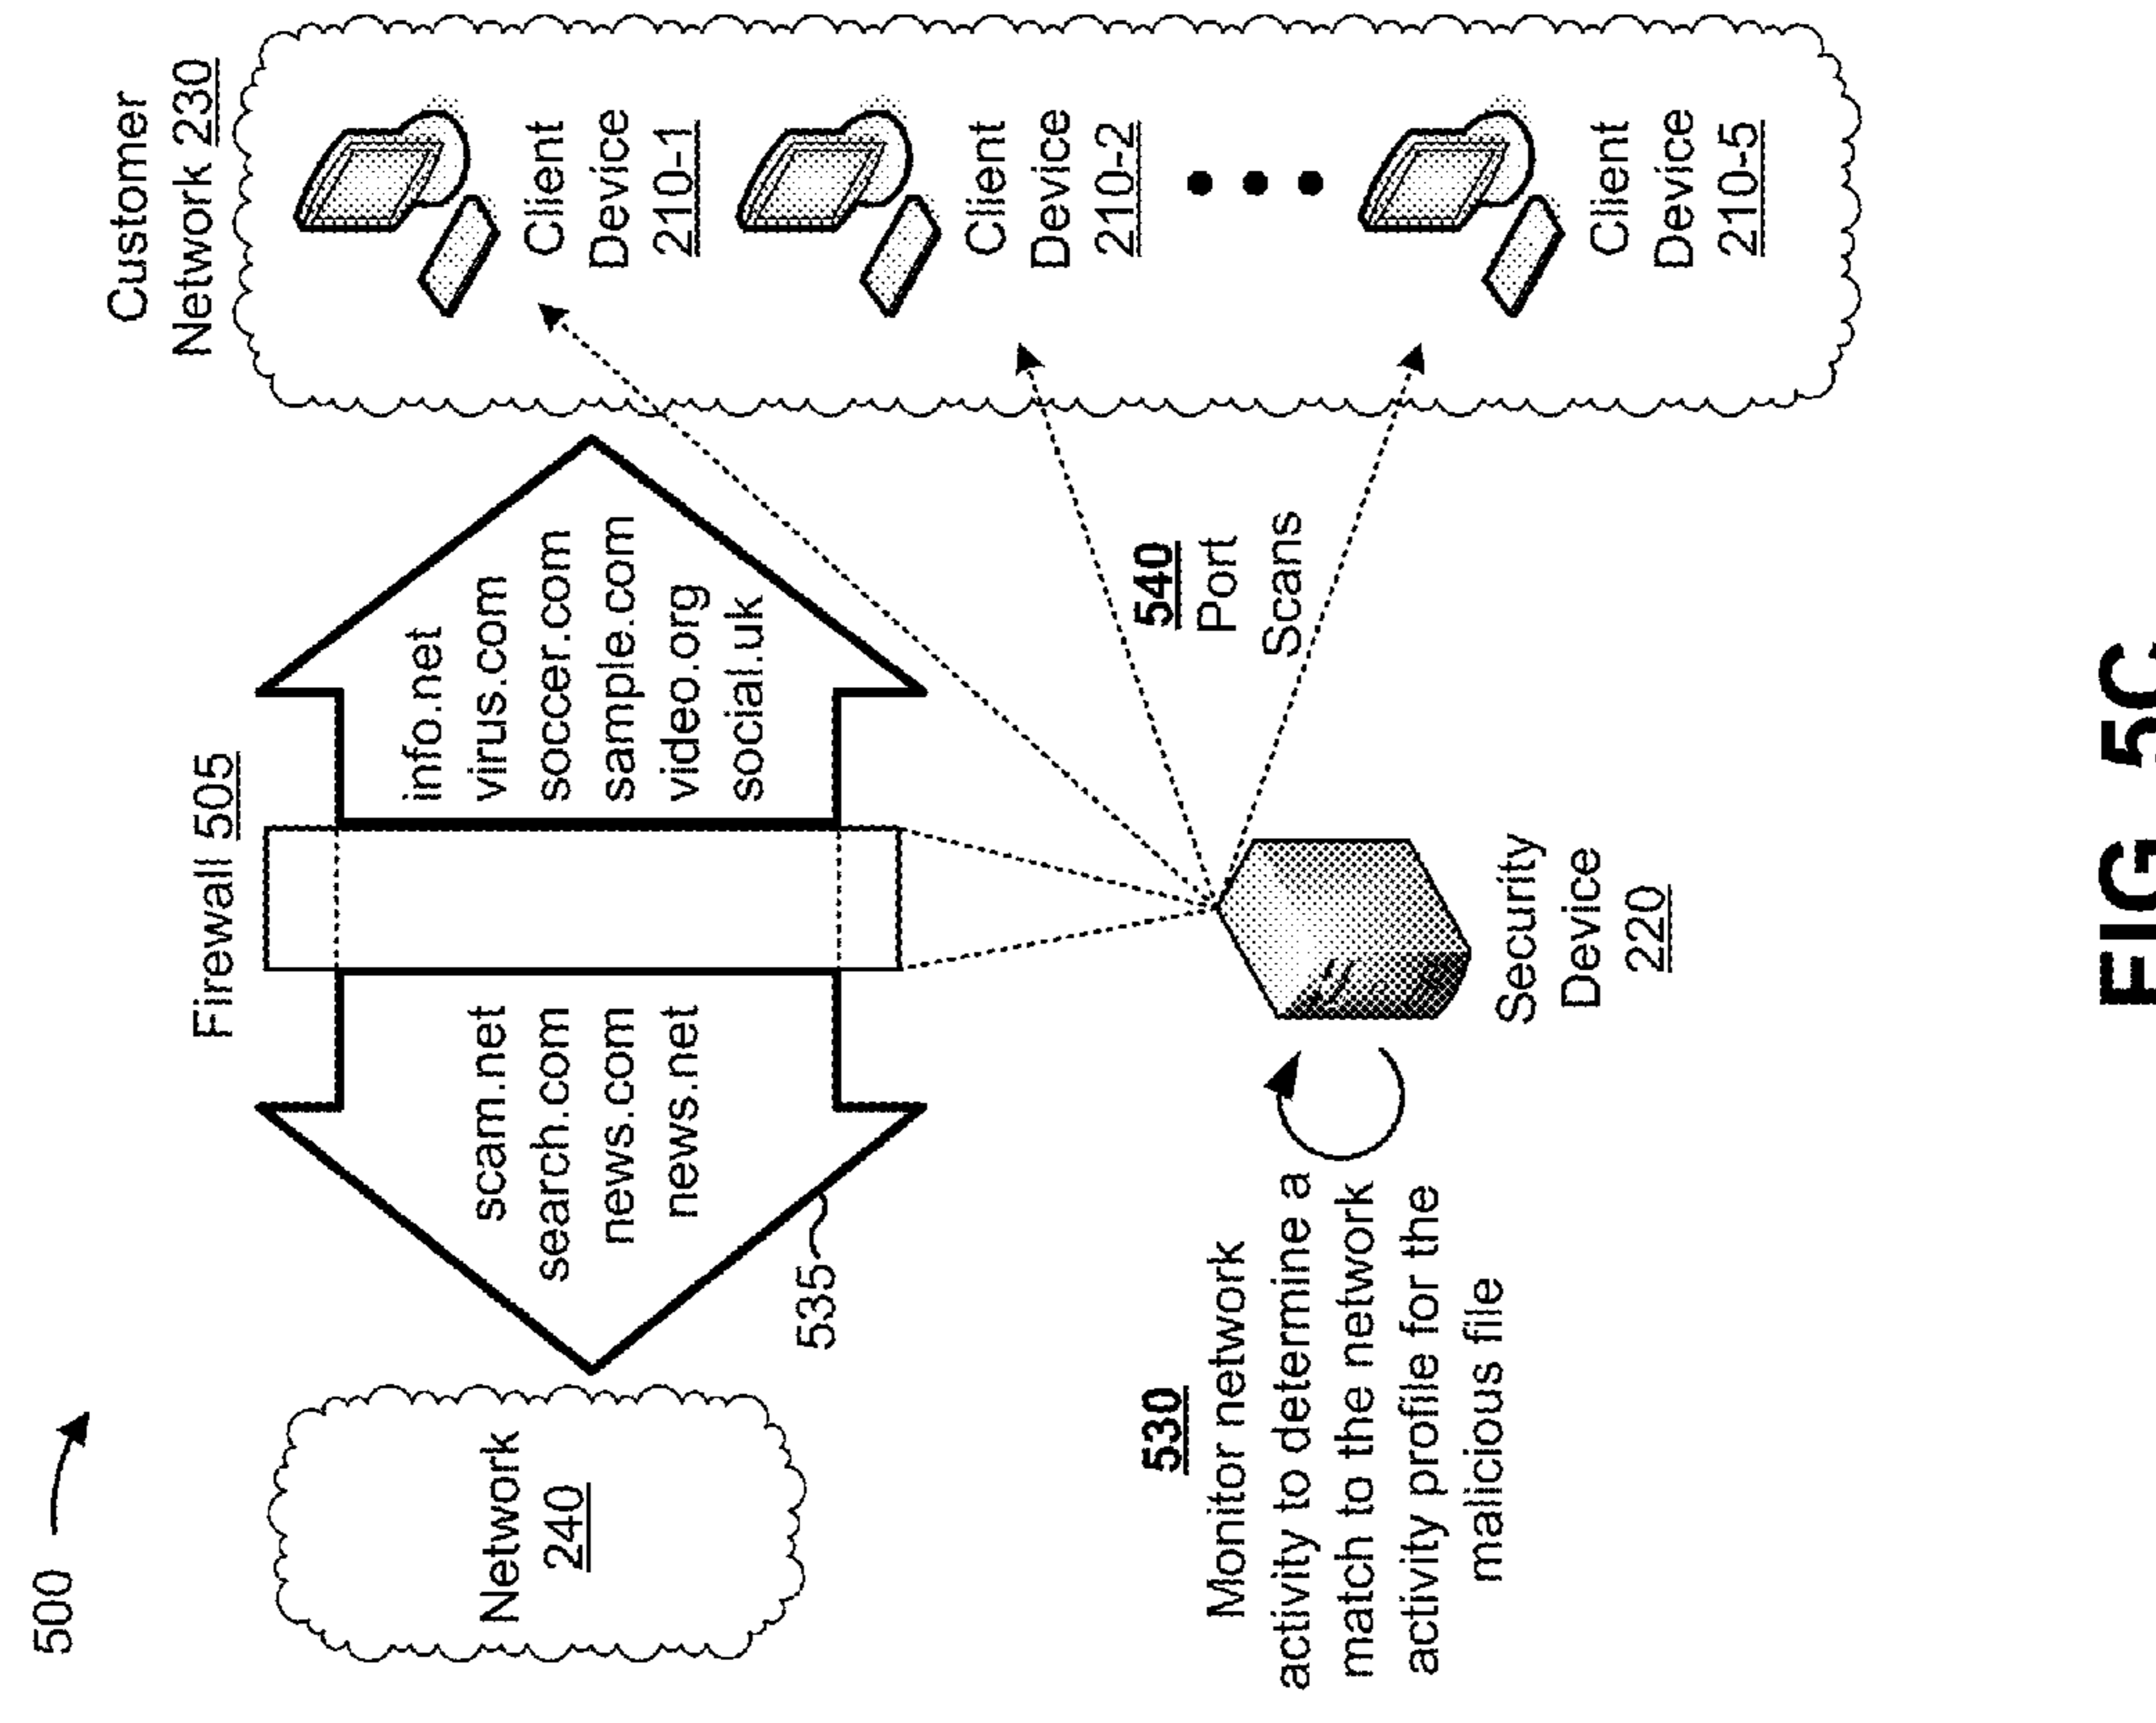 500
Customer
Network 230
Firewall 505
Network
240
scam.net
search.com
news.com
news.net
info.net
virus.com
soccer.com
sample.com
video.org
social.uk
535
Client
Device
210-1
Client
Device
210-2
Client
Device
210-5
540
Port
Scans
530
Monitor network
activity to determine a
match to the network
activity profile for the
malicious file
Security
Device
220
FIG. 5C